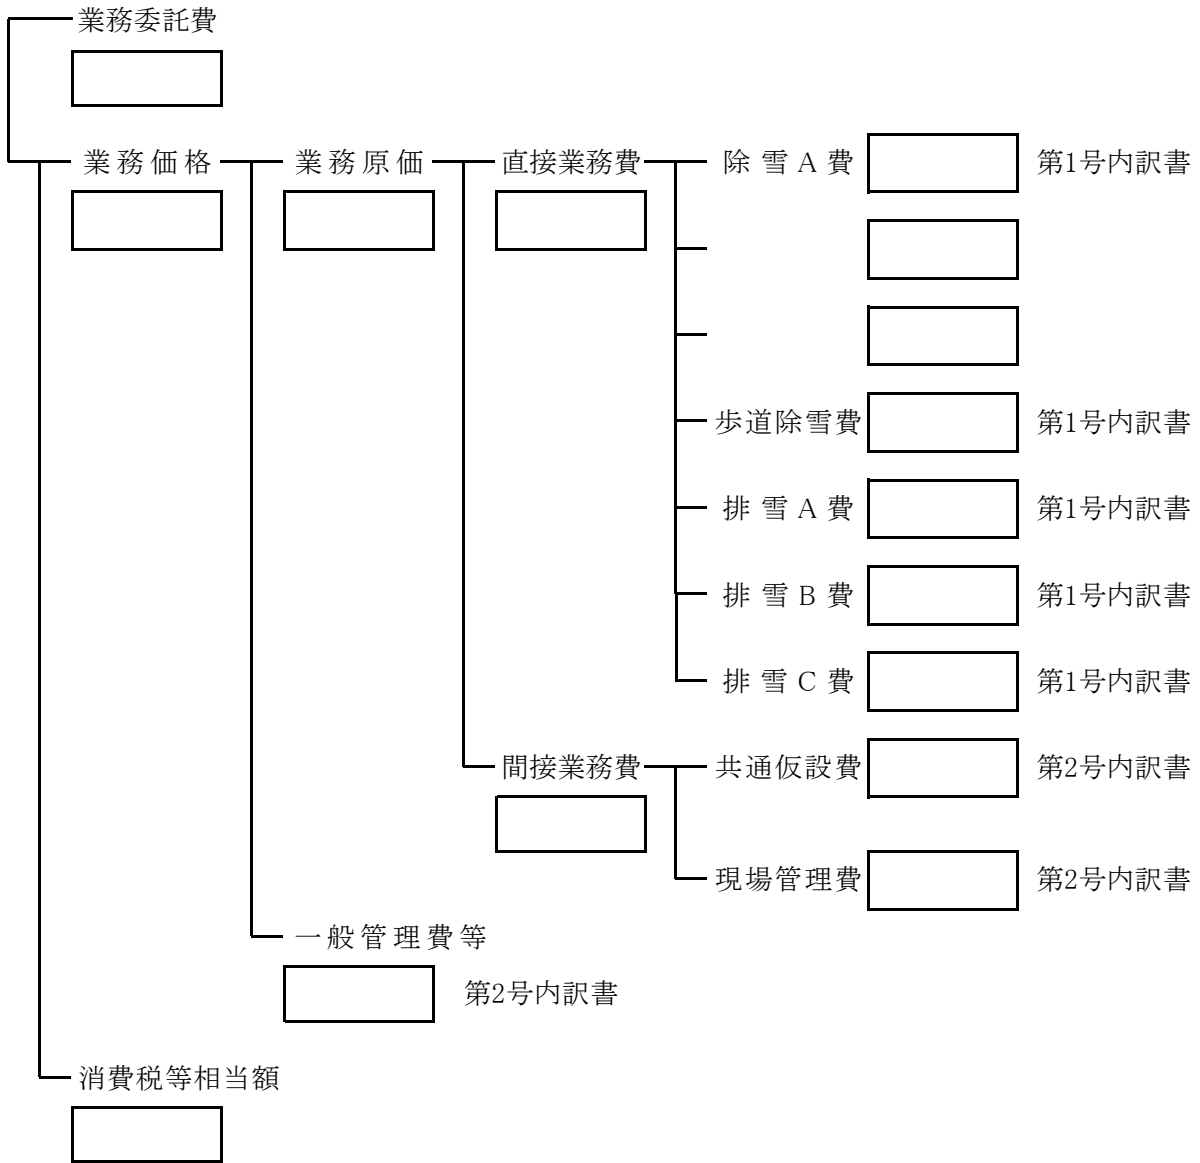 業務委託費
業務価格 業務原価 直接業務費 除雪A費 第1号内訳書
歩道除雪費 第1号内訳書
排雪A費 第1号内訳書
排雪B費 第1号内訳書
排雪C費 第1号内訳書
間接業務費 共通仮設費 第2号内訳書
現場管理費 第2号内訳書
一般管理費等
第2号内訳書
消費税等相当額